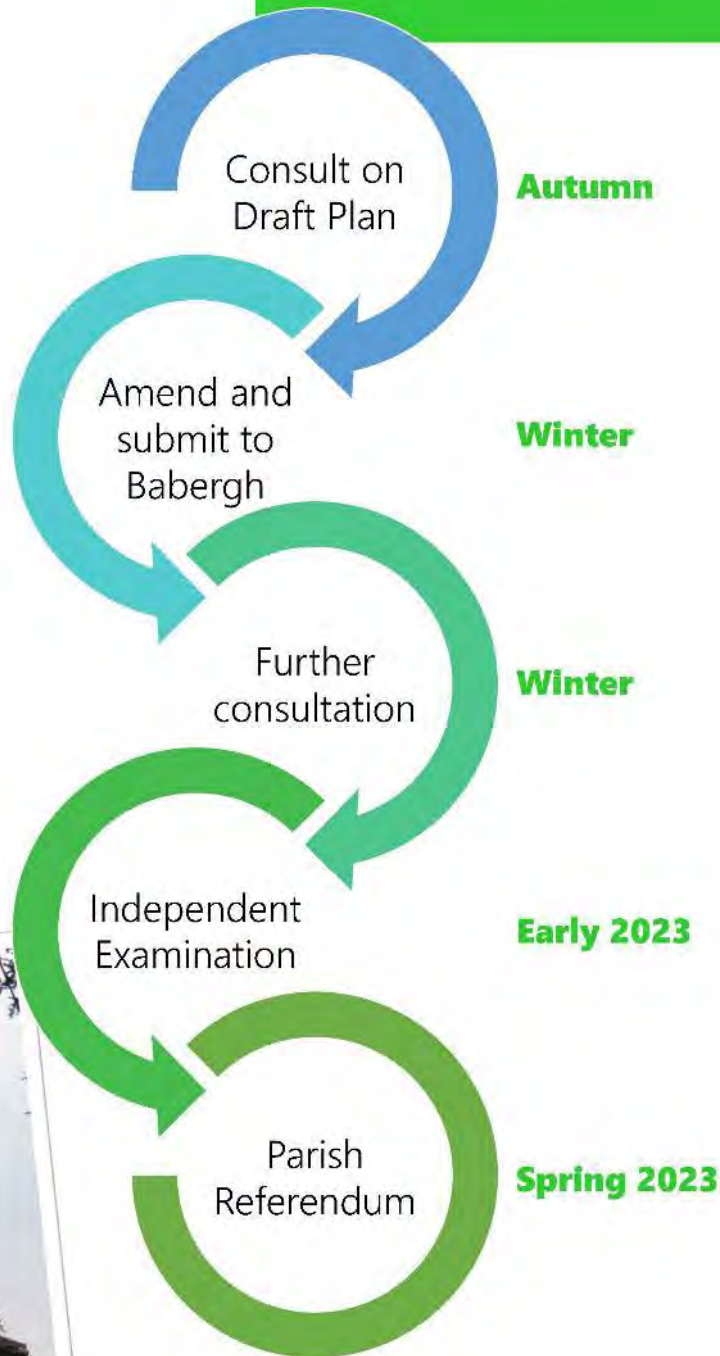 Consult on
Draft Plan
Autumn
Amend and
submit to
Babergh
Winter
Further
consultation
Winter
Independent
Examination
Early 2023
Parish
Referendum
Spring 2023